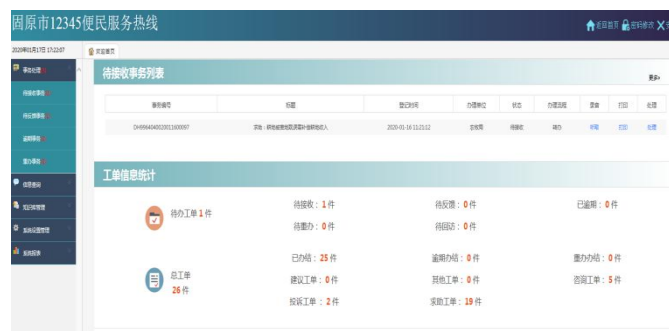 固原市12345便民服务热线
返回首页 密码修改
2020年01月17日 17:22:07
欢迎首页
事务处理
待接收事务列表
更多»
待接收事务
事务编号 标题 登记时间 办理单位 状态 办理流程 录音 打印 处理
待反馈事务
2020-01-16 11:21:12 待接收 打印 处理
逾期事务
重办事务
工单信息统计
信息查询
待办工单 1 件
待接收：1 件 待反馈：0 件 已逾期：0 件
知识库管理
待重办：0 件 待回访：0 件
系统设置管理
系统报表
已办结：25 件 逾期办结：0 件 重办办结：0 件
总工单
26 件
建议工单：0 件 其他工单：0 件 咨询工单：5 件
投诉工单：2 件 求助工单：19 件